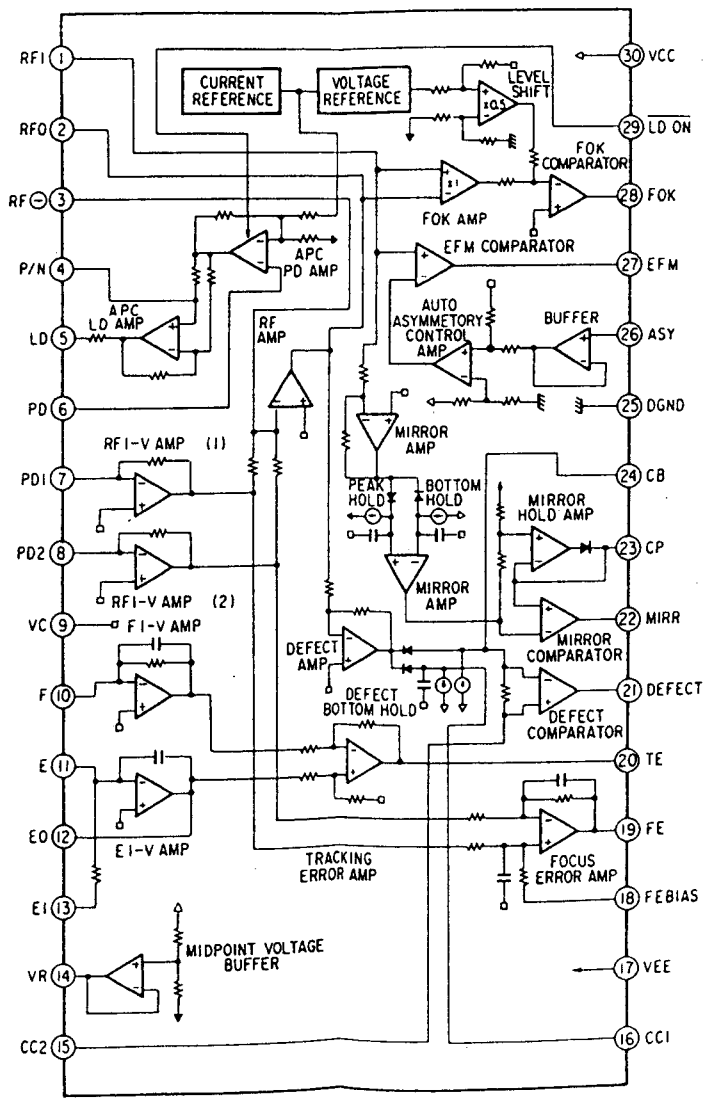 RFI 1
RFO 2
RF⊖ 3
P/N 4
LD 5
PD 6
PD1 7
PD2 8
VC 9
F 10
E 11
EO 12
EI 13
VR 14
CC2 15
CURRENT
REFERENCE
VOLTAGE
REFERENCE
LEVEL
SHIFT
×0.5
FOK
COMPARATOR
×1
FOK AMP
EFM COMPARATOR
APC
PD AMP
APC
LD AMP
RF
AMP
AUTO
ASYMMETORY
CONTROL
AMP
BUFFER
MIRROR
AMP
RFI-V AMP (1)
PEAK
HOLD
BOTTOM
HOLD
MIRROR
HOLD AMP
MIRROR
AMP
RFI-V AMP (2)
FI-V AMP
MIRROR
COMPARATOR
DEFECT
AMP
DEFECT
BOTTOM HOLD
DEFECT
COMPARATOR
EI-V AMP
TRACKING
ERROR AMP
FOCUS
ERROR AMP
MIDPOINT VOLTAGE
BUFFER
30 VCC
29 LD ON
28 FOK
27 EFM
26 ASY
25 DGND
24 CB
23 CP
22 MIRR
21 DEFECT
20 TE
19 FE
18 FEBIAS
17 VEE
16 CC1